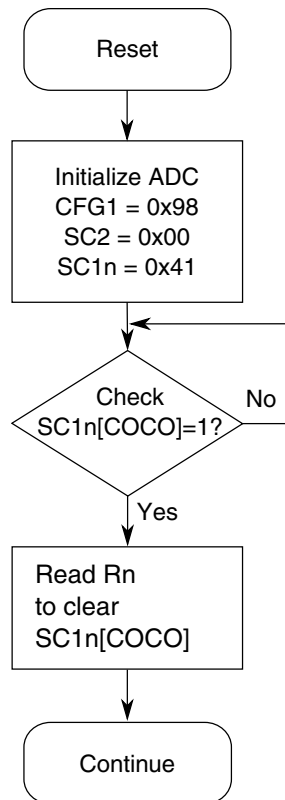 Reset
Initialize ADC
CFG1 = 0x98
SC2 = 0x00
SC1n = 0x41
Check
SC1n[COCO]=1?
No
Yes
Read Rn
to clear
SC1n[COCO]
Continue